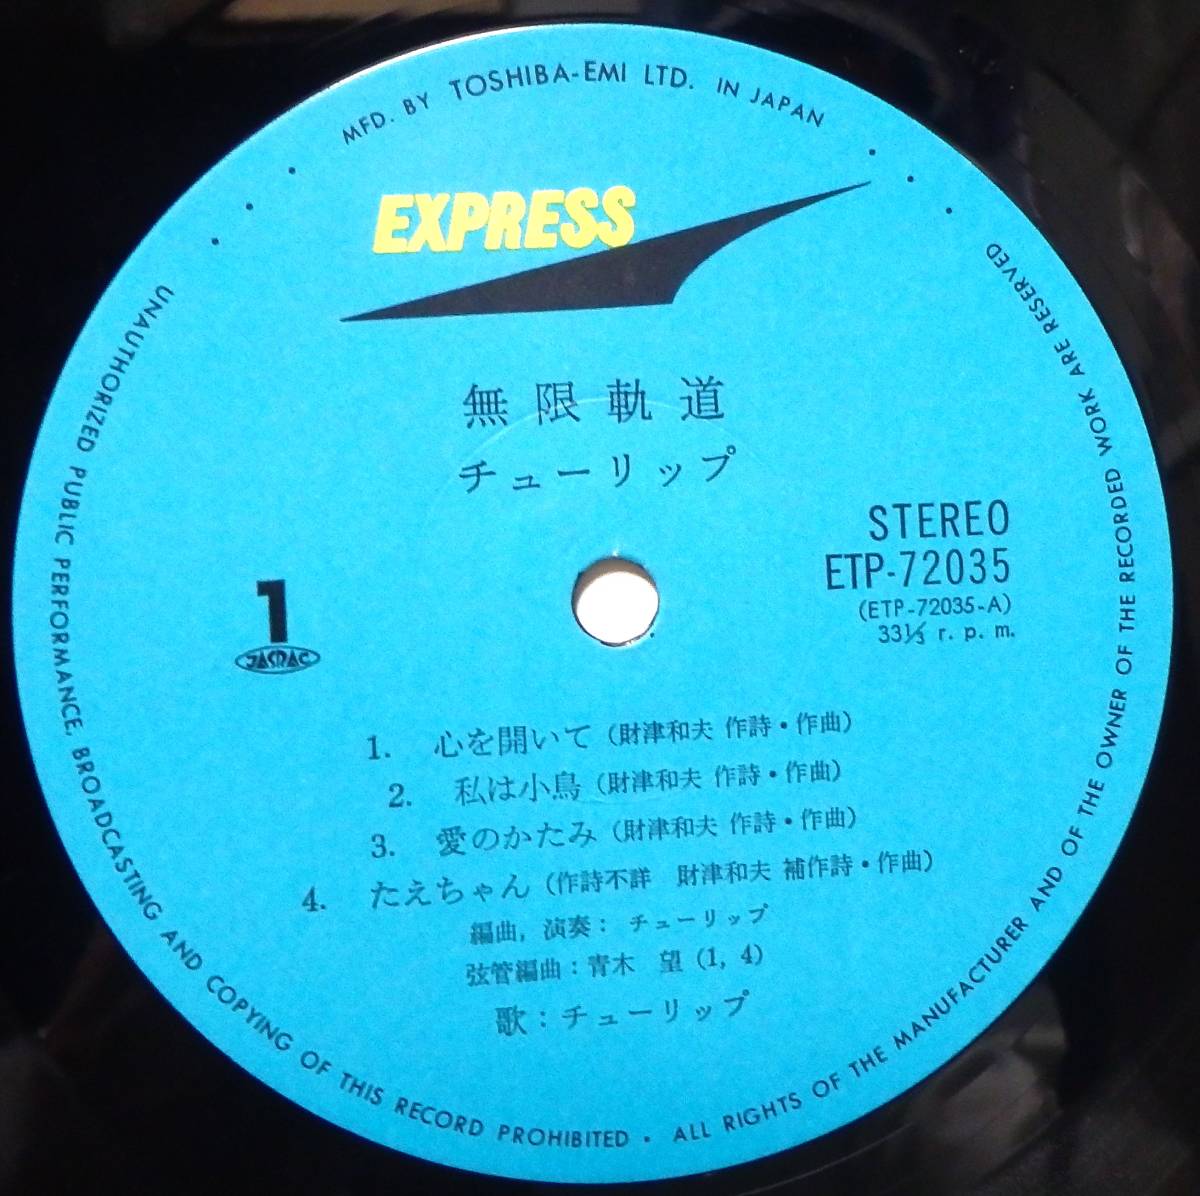 MFD. BY TOSHIBA-EMI LTD. IN JAPAN
EXPRESS
無限軌道
チューリップ
STEREO
ETP-72035
(ETP-72035-A)
33⅓ r. p. m.
1
JASRAC
1. 心を開いて (財津和夫 作詩・作曲)
2. 私は小鳥 (財津和夫 作詩・作曲)
3. 愛のかたみ (財津和夫 作詩・作曲)
4. たえちゃん (作詩不詳 財津和夫 補作詩・作曲)
編曲, 演奏: チューリップ
弦管編曲: 青木 望 (1, 4)
歌: チューリップ
UNAUTHORIZED PUBLIC PERFORMANCE, BROADCASTING AND COPYING OF THIS RECORD PROHIBITED • ALL RIGHTS OF THE MANUFACTURER AND OF THE OWNER OF THE RECORDED WORK ARE RESERVED